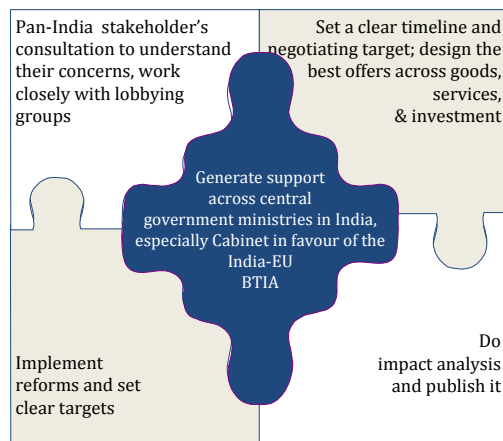 Pan-India stakeholder's
consultation to understand
their concerns, work
closely with lobbying
groups
Set a clear timeline and
negotiating target; design the
best offers across goods,
services,
& investment
Generate support
across central
government ministries in India,
especially Cabinet in favour of the
India-EU
BTIA
Implement
reforms and set
clear targets
Do
impact analysis
and publish it